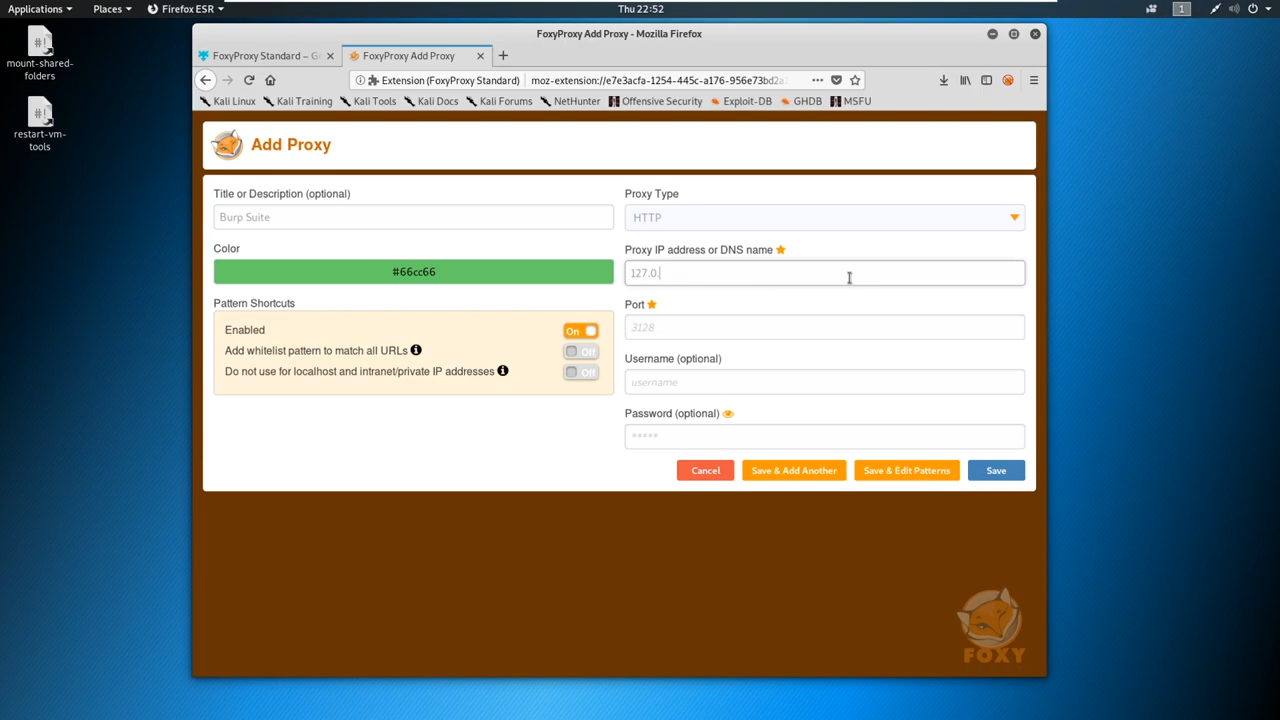 Applications
Places
Firefox ESR
Thu 22:52
1
mount-shared-folders
restart-vm-tools
FoxyProxy Add Proxy - Mozilla Firefox
FoxyProxy Standard – G
FoxyProxy Add Proxy
Extension (FoxyProxy Standard)
moz-extension://e7e3acfa-1254-445c-a176-956e73bd2a
Kali Linux
Kali Training
Kali Tools
Kali Docs
Kali Forums
NetHunter
Offensive Security
Exploit-DB
GHDB
MSFU
Add Proxy
Title or Description (optional)
Burp Suite
Color
#66cc66
Pattern Shortcuts
Enabled
On
Add whitelist pattern to match all URLs
Off
Do not use for localhost and intranet/private IP addresses
Off
Proxy Type
HTTP
Proxy IP address or DNS name
127.0.
Port
3128
Username (optional)
username
Password (optional)
*****
Cancel
Save & Add Another
Save & Edit Patterns
Save
FOXY